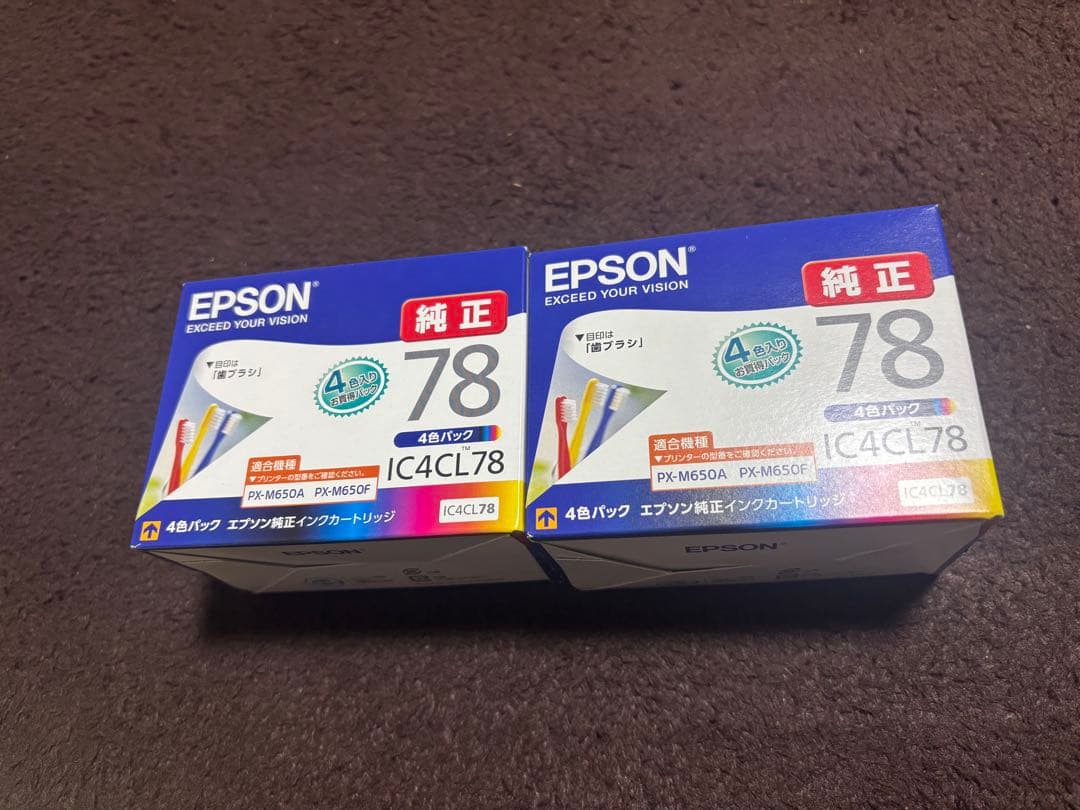 EPSON®
EXCEED YOUR VISION
純正
▼目印は
「歯ブラシ」
4色入り
お買得パック
78
4色パック
IC4CL78™
適合機種
▼プリンターの型番をご確認ください。
PX-M650A PX-M650F
4色パック エプソン純正インクカートリッジ
IC4CL78
EPSON
EPSON®
EXCEED YOUR VISION
純正
▼目印は
「歯ブラシ」
4色入り
お買得パック
78
4色パック
IC4CL78™
適合機種
▼プリンターの型番をご確認ください。
PX-M650A PX-M650F
4色パック エプソン純正インクカートリッジ
IC4CL78
EPSON